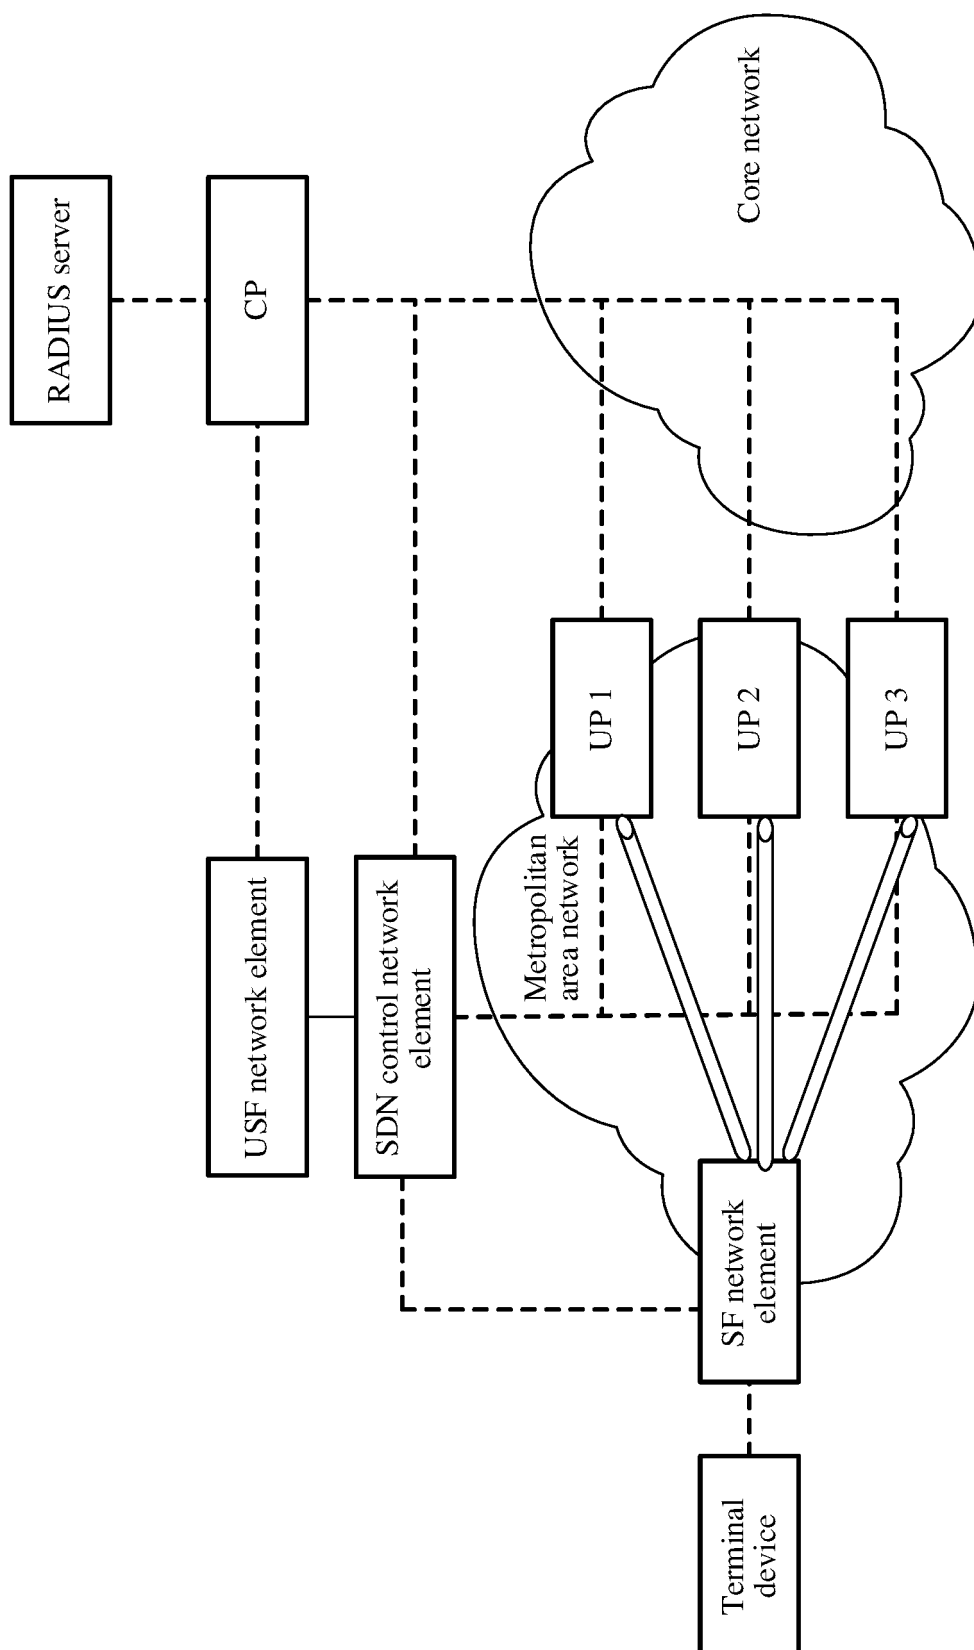 RADIUS server
USF network element
CP
SDN control network
element
Metropolitan
area network
UP 1
Core network
Terminal
device
SF network
element
UP 2
UP 3